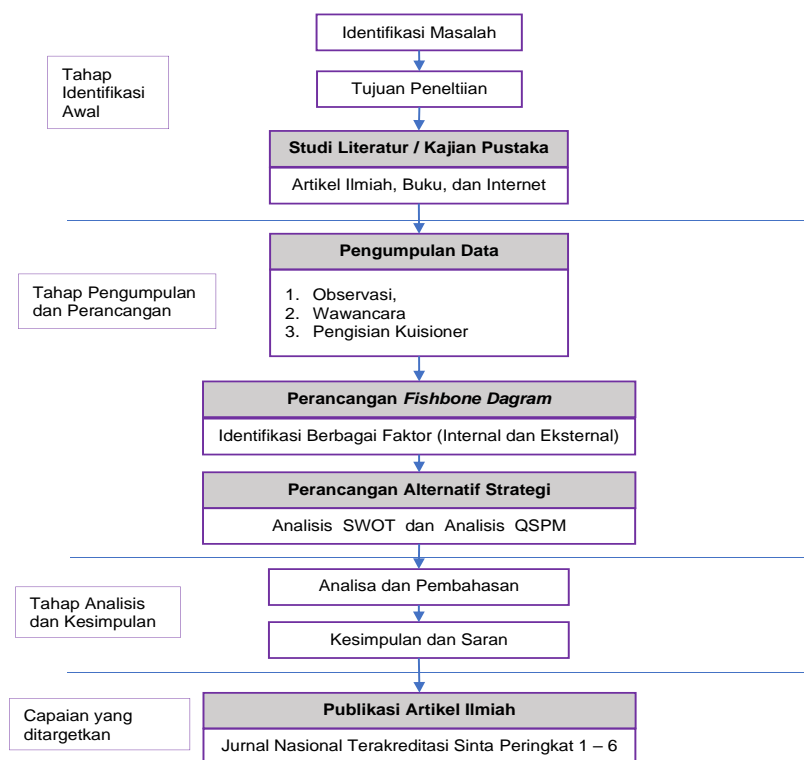 Identifikasi Masalah
Tahap
Identifikasi
Awal
Tujuan Peneltiian
Studi Literatur / Kajian Pustaka
Artikel Ilmiah, Buku, dan Internet
Pengumpulan Data
Tahap Pengumpulan
dan Perancangan
1. Observasi,
2. Wawancara
3. Pengisian Kuisioner
Perancangan Fishbone Dagram
Identifikasi Berbagai Faktor (Internal dan Eksternal)
Perancangan Alternatif Strategi
Analisis SWOT dan Analisis QSPM
Tahap Analisis
dan Kesimpulan
Analisa dan Pembahasan
Kesimpulan dan Saran
Capaian yang
ditargetkan
Publikasi Artikel Ilmiah
Jurnal Nasional Terakreditasi Sinta Peringkat 1 – 6